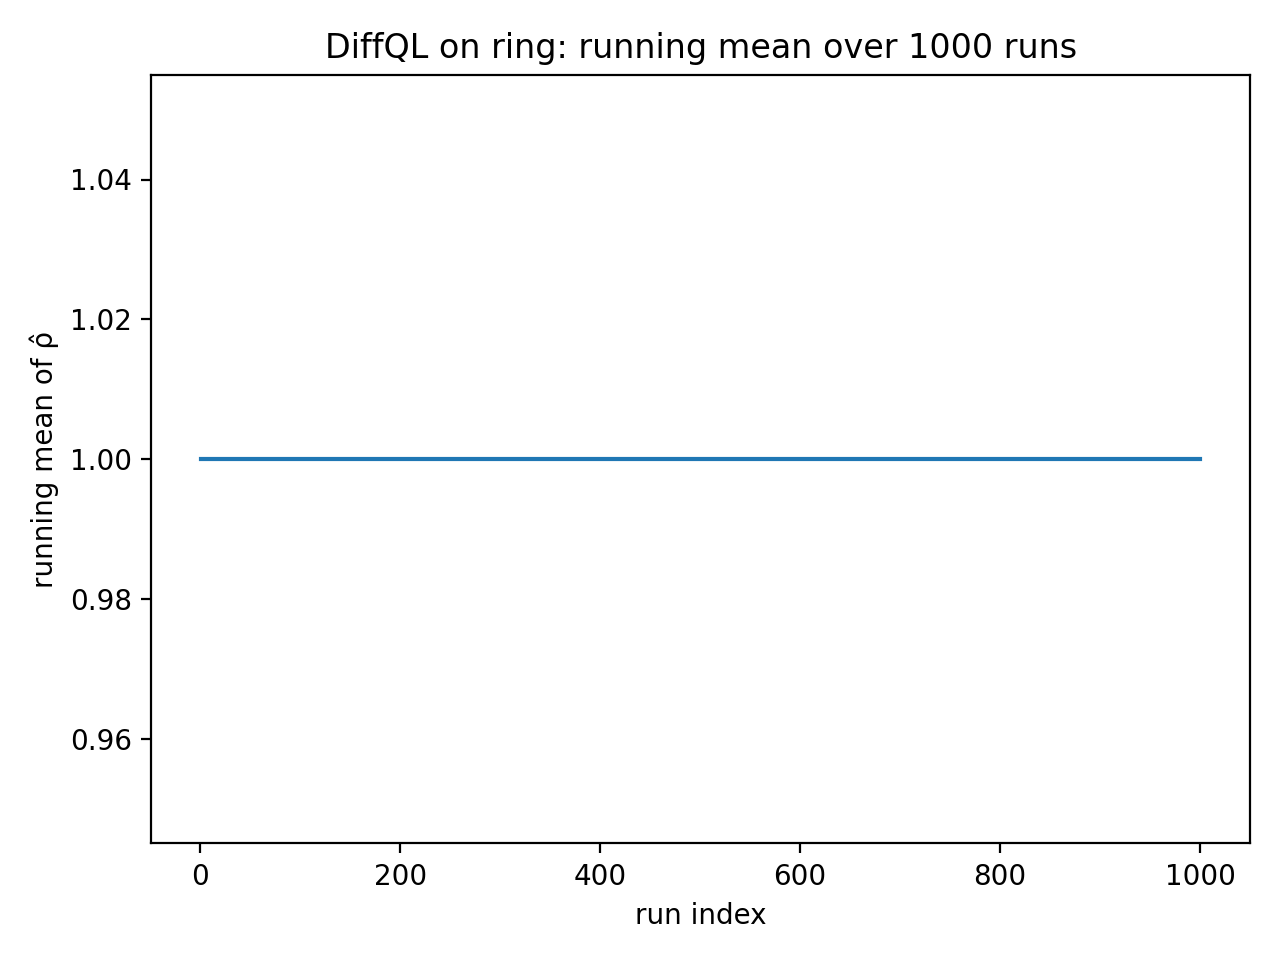 DiffQL on ring: running mean over 1000 runs
running mean of ρ̂
1.04
1.02
1.00
0.98
0.96
0 200 400 600 800 1000
run index